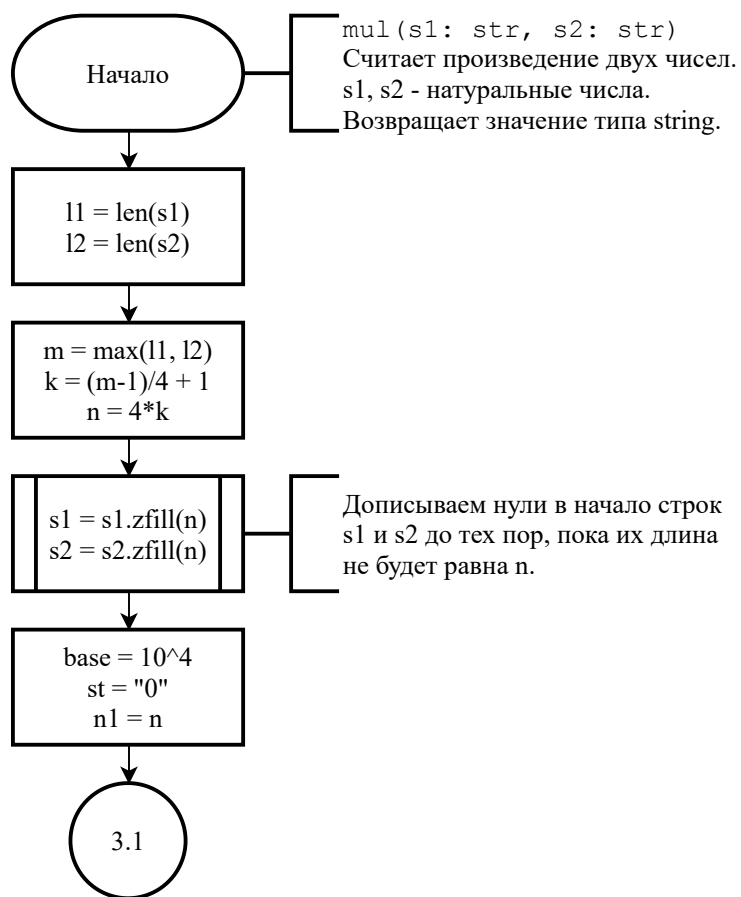 Начало
mul(s1: str, s2: str)
Считает произведение двух чисел.
s1, s2 - натуральные числа.
Возвращает значение типа string.
l1 = len(s1)
l2 = len(s2)
m = max(l1, l2)
k = (m-1)/4 + 1
n = 4*k
s1 = s1.zfill(n)
s2 = s2.zfill(n)
Дописываем нули в начало строк
s1 и s2 до тех пор, пока их длина
не будет равна n.
base = 10^4
st = "0"
n1 = n
3.1